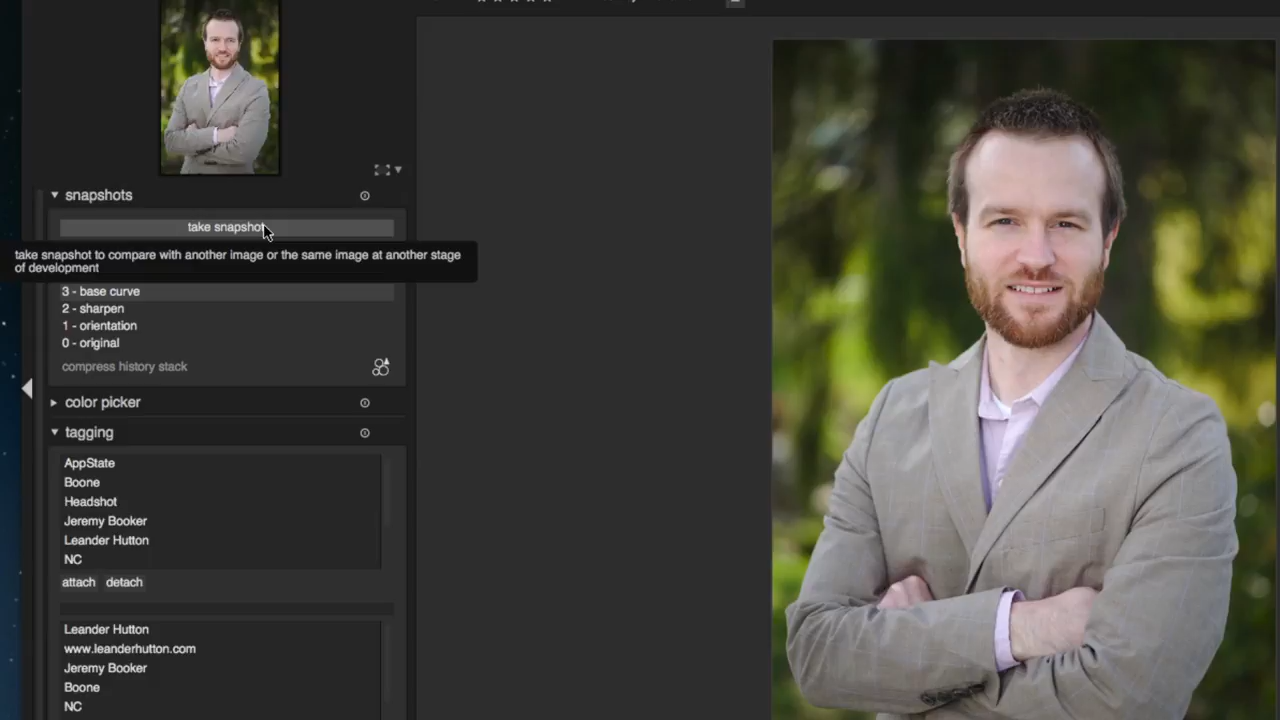 snapshots
take snapshot
take snapshot to compare with another image or the same image at another stage
of development
3 - base curve
2 - sharpen
1 - orientation
0 - original
compress history stack
color picker
tagging
AppState
Boone
Headshot
Jeremy Booker
Leander Hutton
NC
attach detach
Leander Hutton
www.leanderhutton.com
Jeremy Booker
Boone
NC